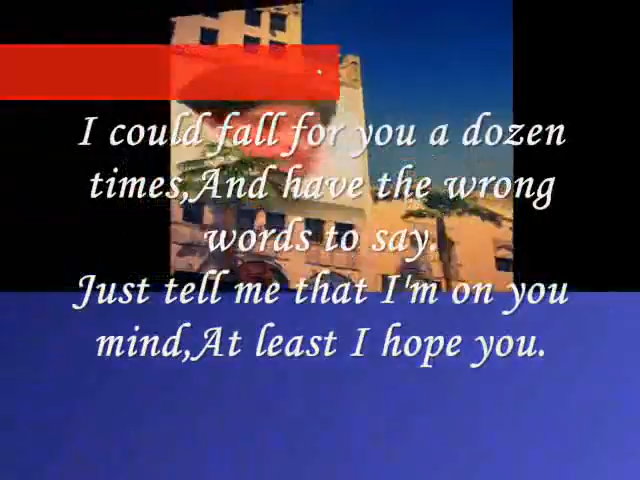 I could fall for you a dozen
times,And have the wrong
words to say.
Just tell me that I'm on you
mind,At least I hope you.